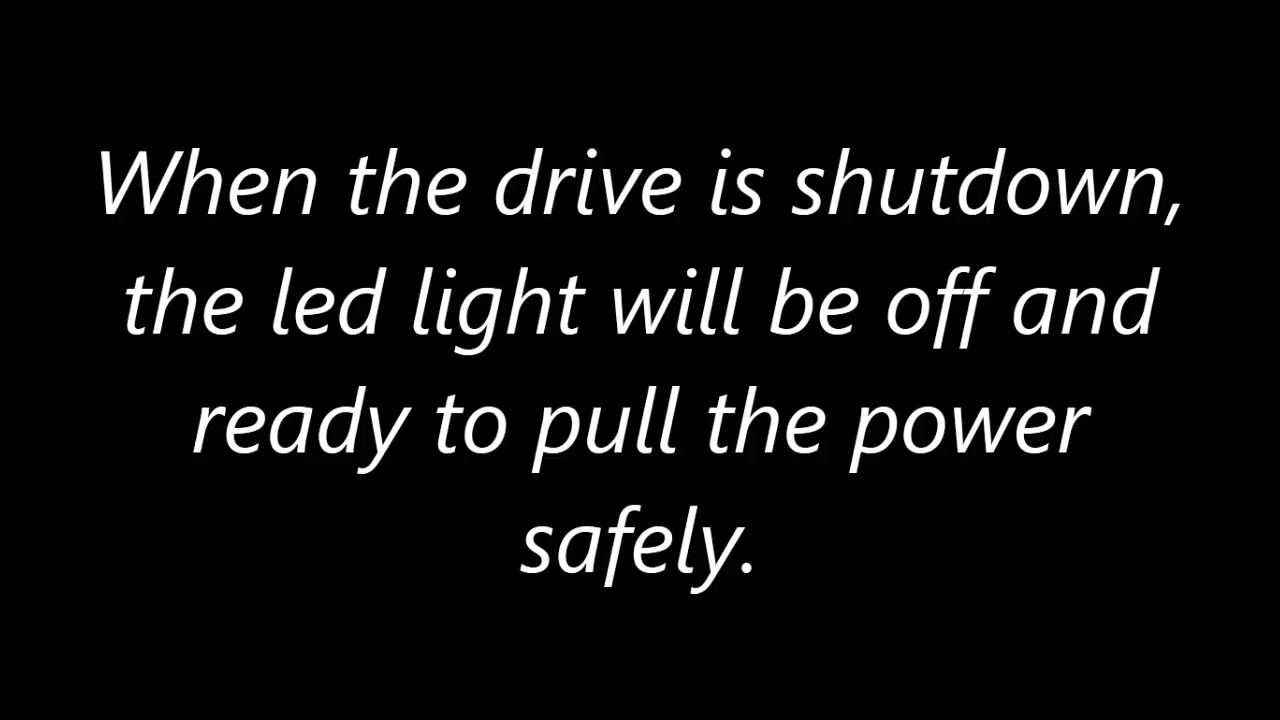 When the drive is shutdown,
the led light will be off and
ready to pull the power
safely.